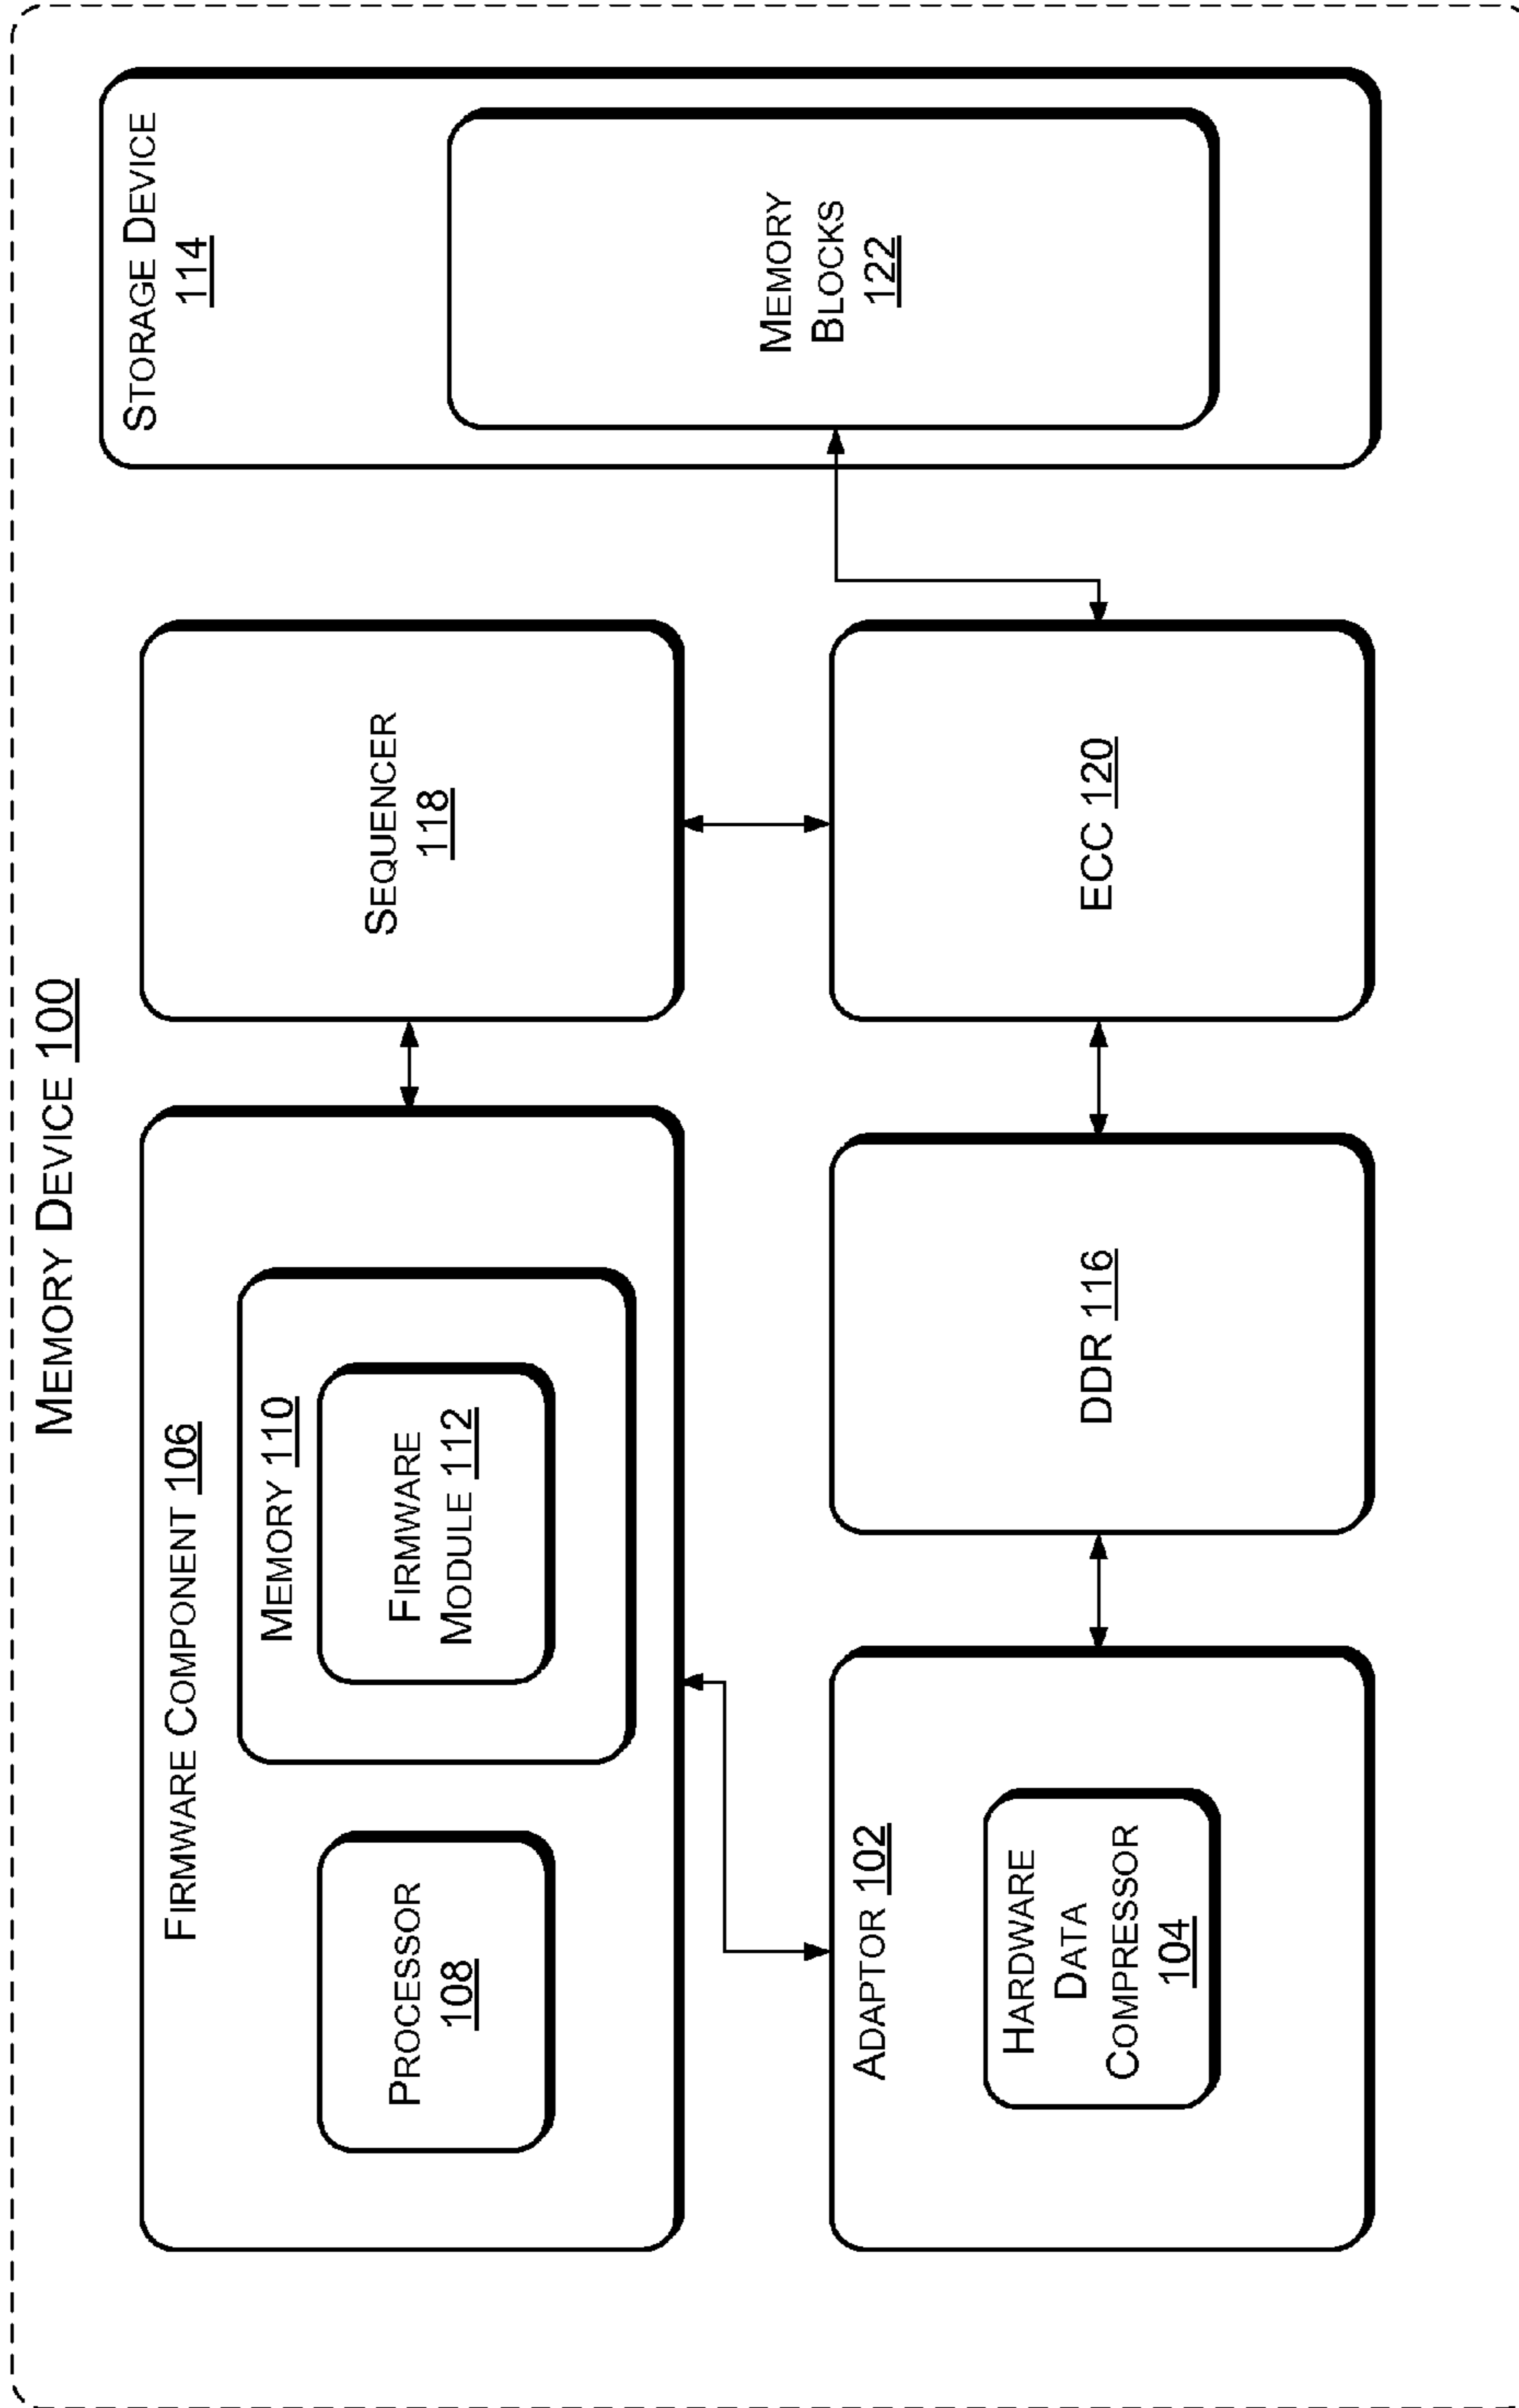 MEMORY DEVICE 100
FIRMWARE COMPONENT 106
PROCESSOR
108
MEMORY 110
FIRMWARE
MODULE 112
SEQUENCER
118
STORAGE DEVICE
114
MEMORY
BLOCKS
122
ADAPTOR 102
HARDWARE
DATA
COMPRESSOR
104
DDR 116
ECC 120